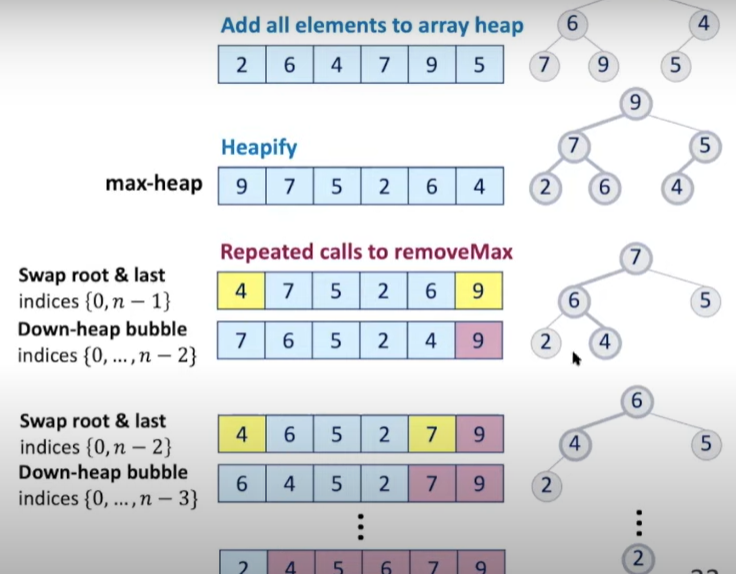 Add all elements to array heap
2 6 4 7 9 5
6 4
7 9 5
Heapify
max-heap
9 7 5 2 6 4
9
7 5
2 6 4
Repeated calls to removeMax
Swap root & last
indices {0, n − 1}
4 7 5 2 6 9
Down-heap bubble
indices {0, ..., n − 2}
7 6 5 2 4 9
7
6 5
2 4
Swap root & last
indices {0, n − 2}
4 6 5 2 7 9
Down-heap bubble
indices {0, ..., n − 3}
6 4 5 2 7 9
6
4 5
2
⋮
⋮
2 4 5 6 7 9
2